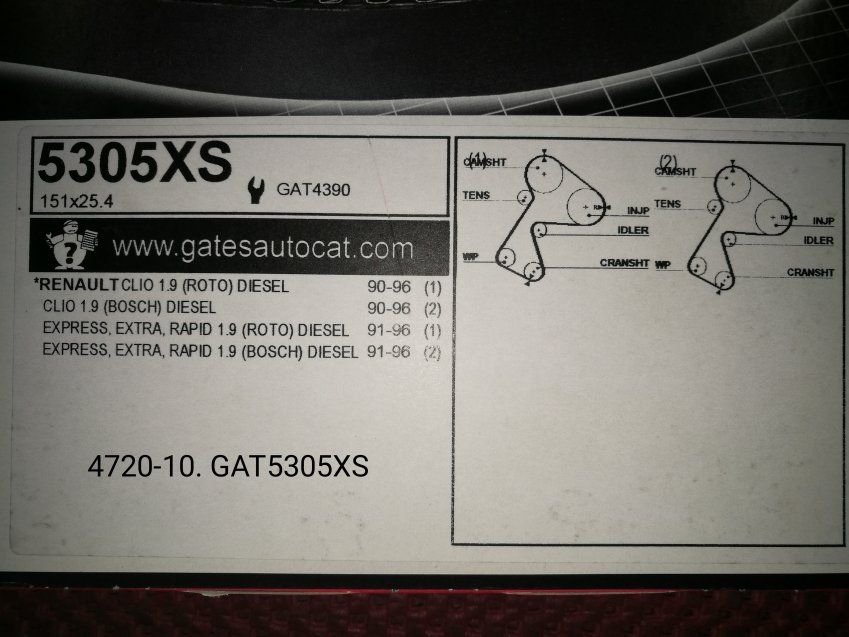 5305XS
151x25.4
GAT4390
?
www.gatesautocat.com
*RENAULT CLIO 1.9 (ROTO) DIESEL 90-96 (1)
CLIO 1.9 (BOSCH) DIESEL 90-96 (2)
EXPRESS, EXTRA, RAPID 1.9 (ROTO) DIESEL 91-96 (1)
EXPRESS, EXTRA, RAPID 1.9 (BOSCH) DIESEL 91-96 (2)
4720-10. GAT5305XS
(1)
CAMSHT
TENS
INJP
IDLER
WP
CRANSHT
(2)
CAMSHT
TENS
INJP
IDLER
WP
CRANSHT